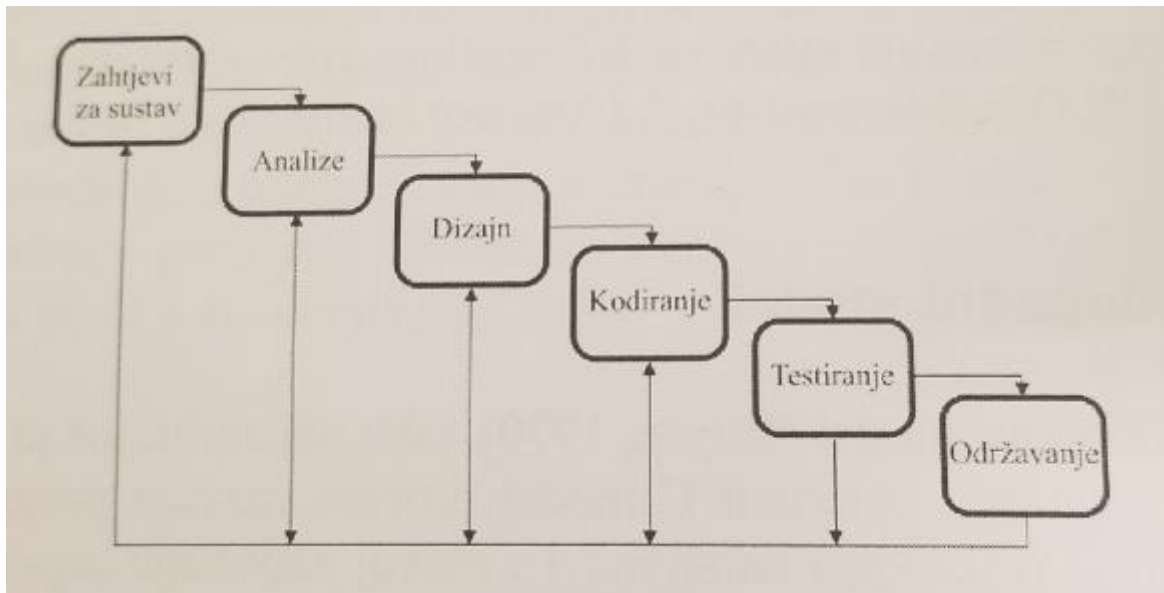 Zahtjevi
za sustav
Analize
Dizajn
Kodiranje
Testiranje
Održavanje